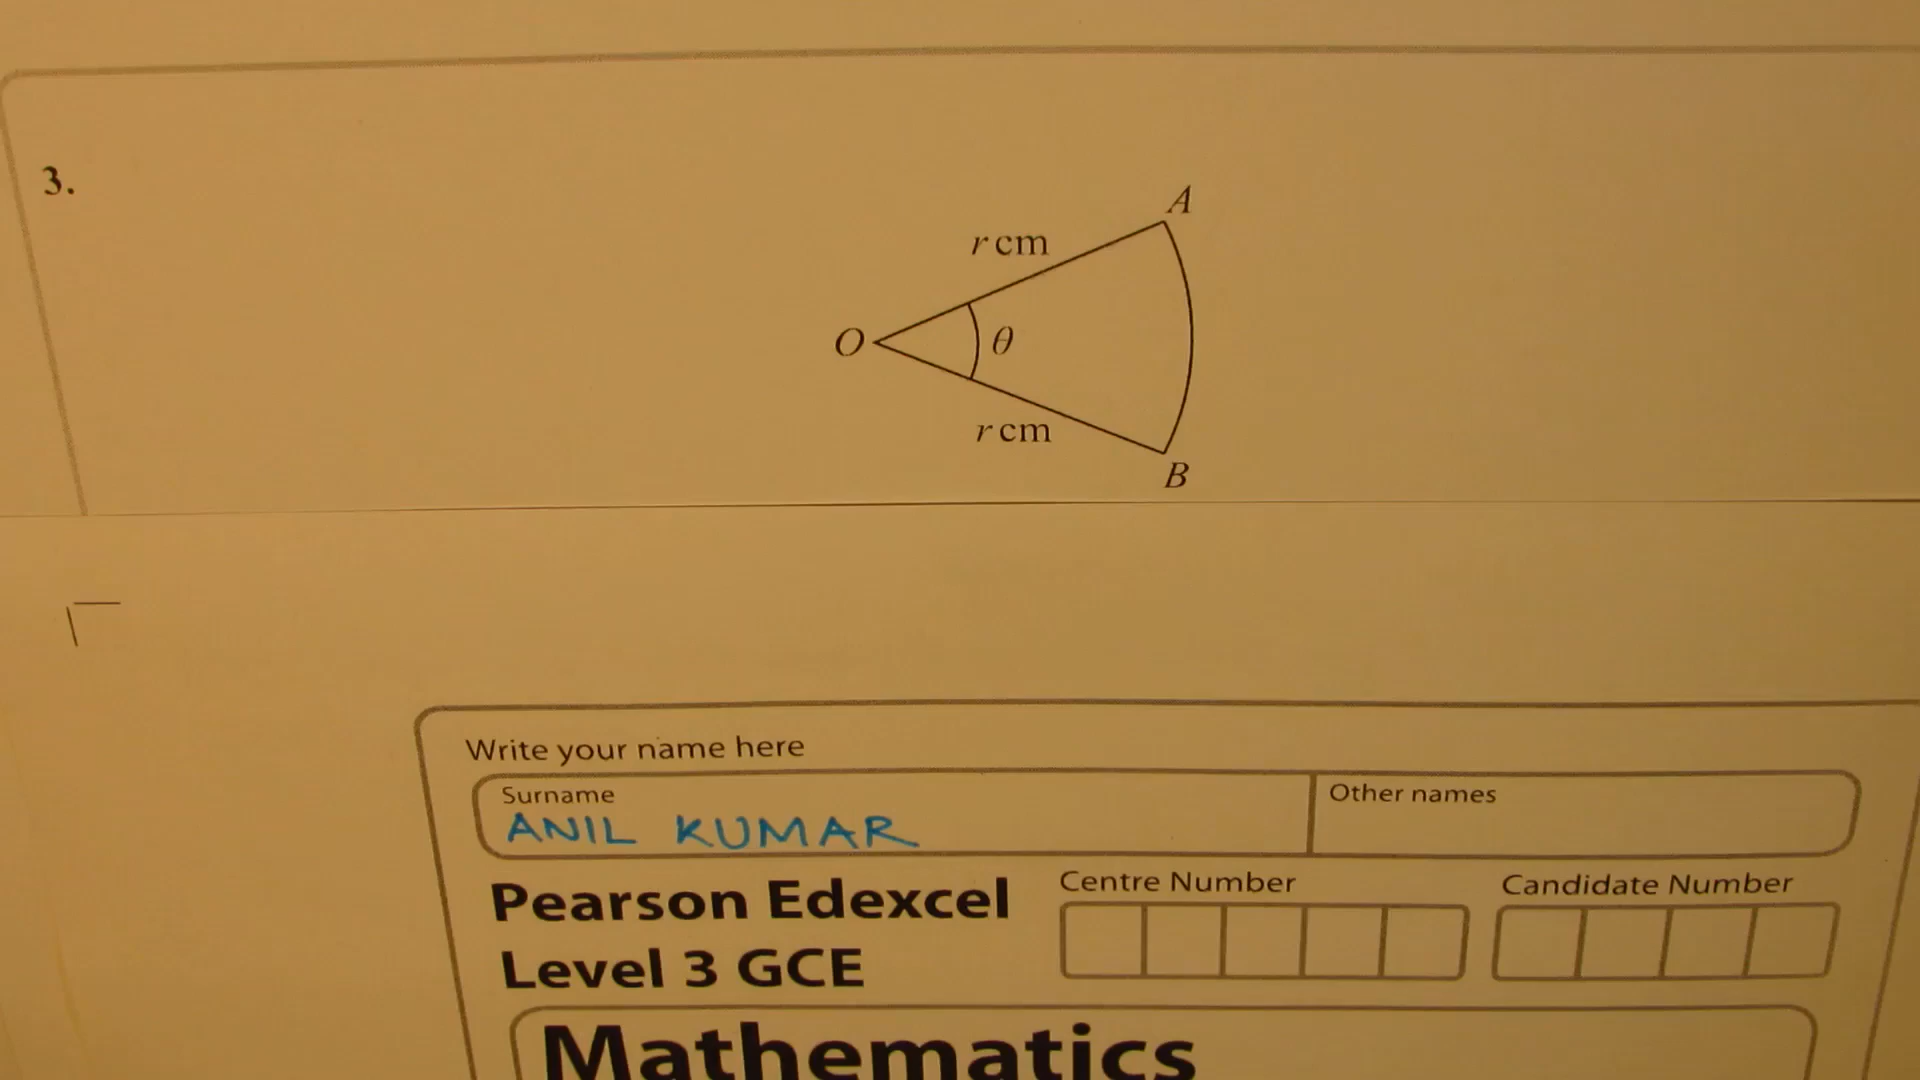 3.
A
r cm
O
θ
r cm
B
Write your name here
Surname
Other names
ANIL KUMAR
Pearson Edexcel
Level 3 GCE
Centre Number
Candidate Number
Mathematics